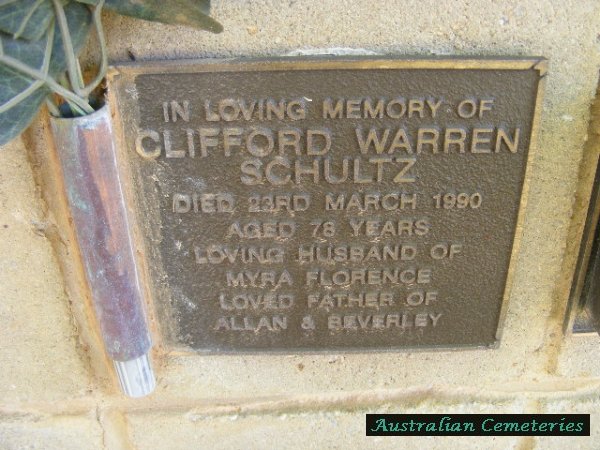 IN LOVING MEMORY OF
CLIFFORD WARREN
SCHULTZ
DIED 23RD MARCH 1990
AGED 78 YEARS
LOVING HUSBAND OF
MYRA FLORENCE
LOVED FATHER OF
ALLAN & BEVERLEY
Australian Cemeteries